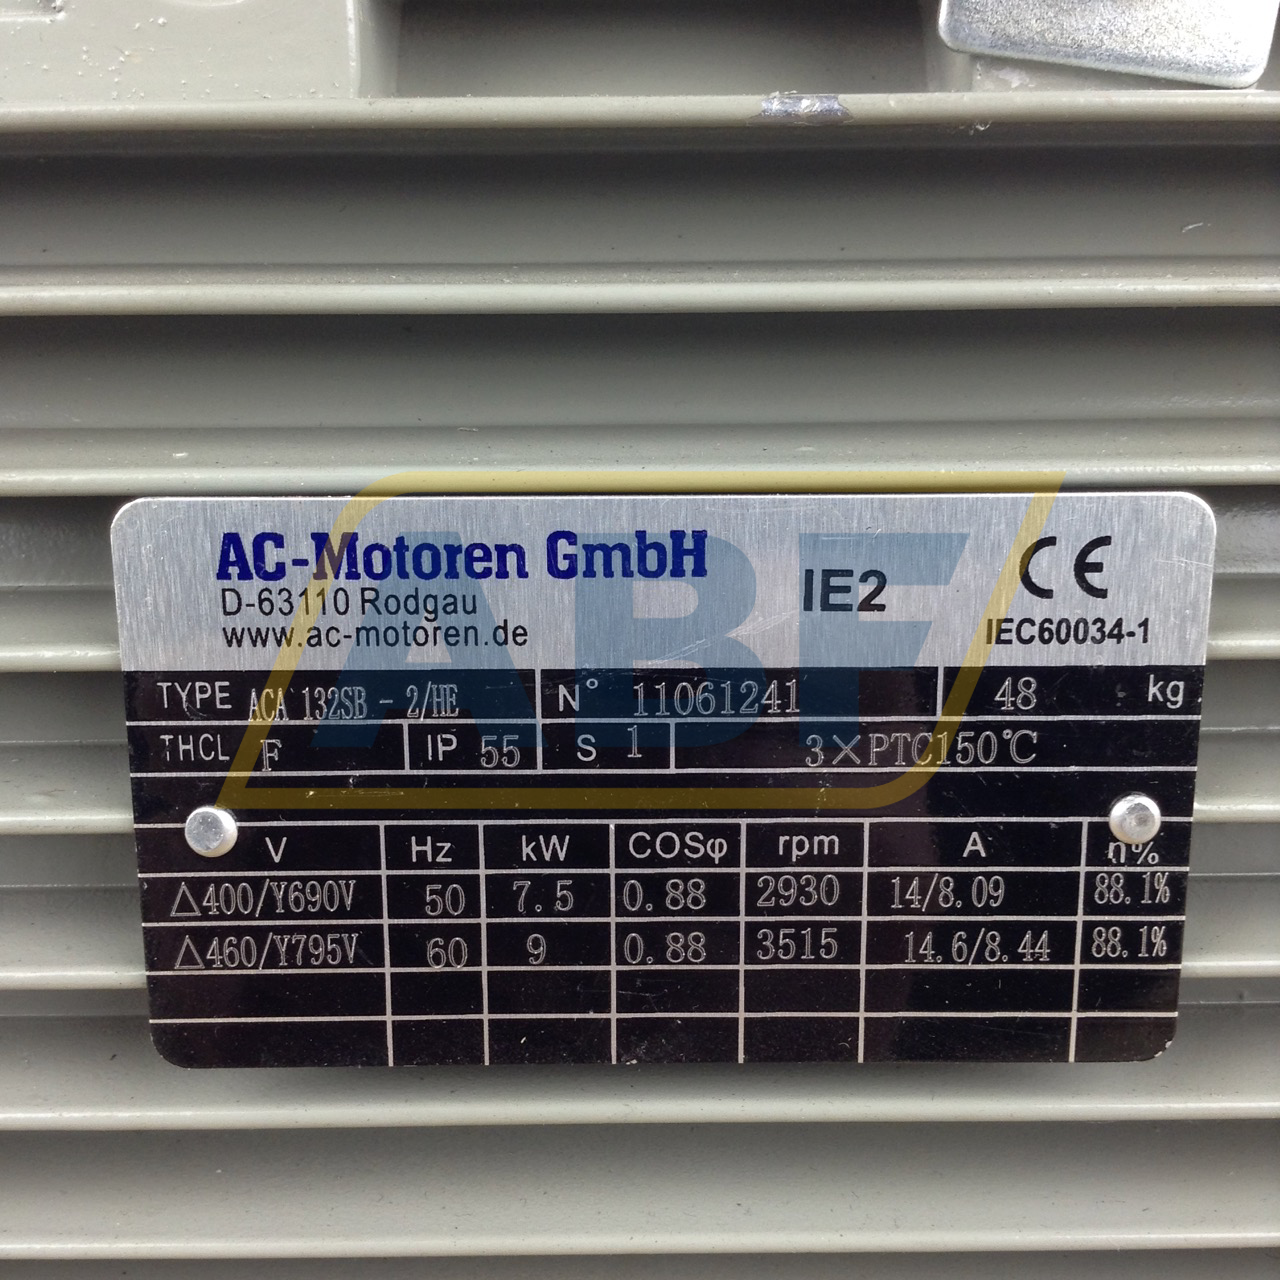 AC-Motoren GmbH
D-63110 Rodgau
www.ac-motoren.de
IE2
CE
IEC60034-1
TYPE ACA 132SB - 2/HE N° 11061241 48 kg
THCL F IP 55 S 1 3×PTC150℃
V Hz kW COSφ rpm A η%
△400/Y690V 50 7.5 0.88 2930 14/8.09 88.1%
△460/Y795V 60 9 0.88 3515 14.6/8.44 88.1%
ABF